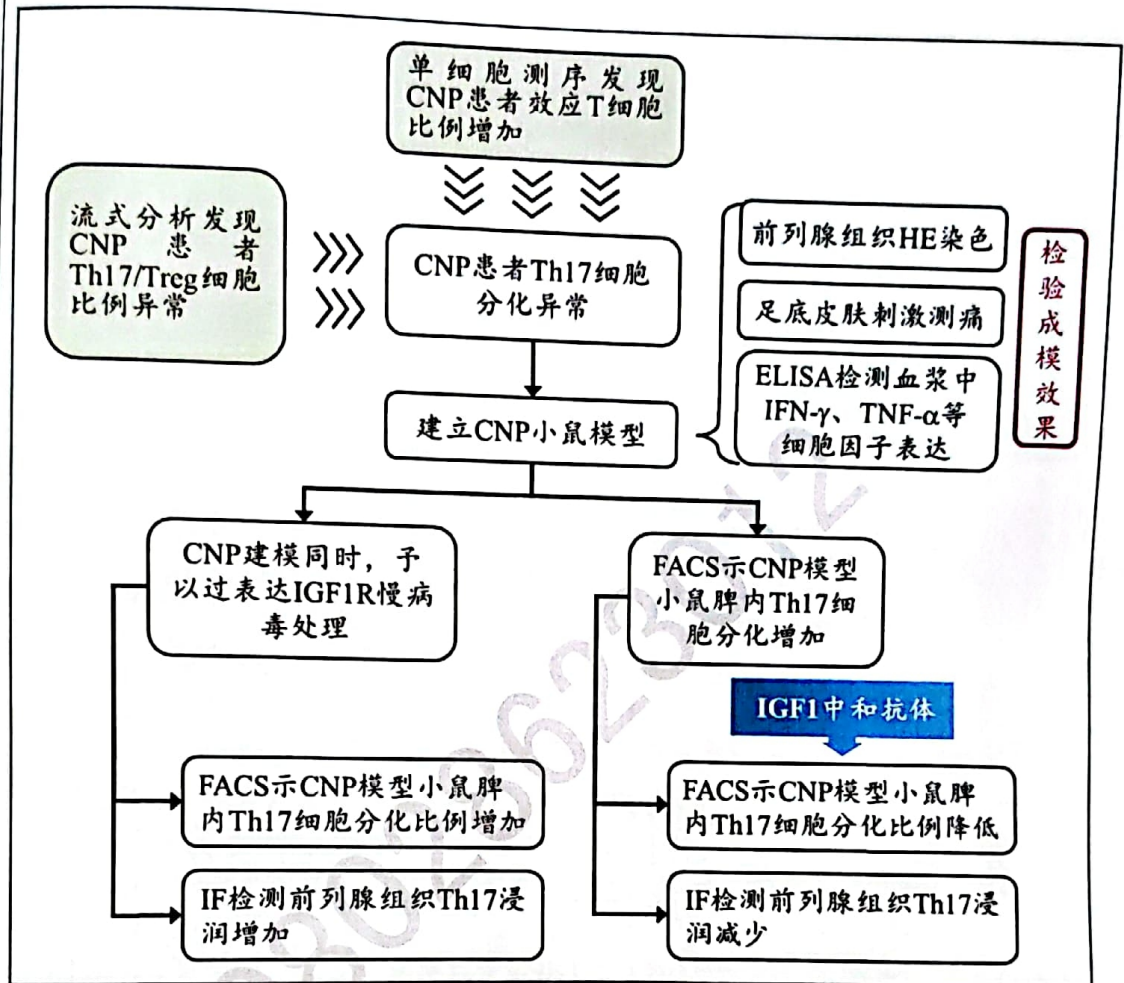 单细胞测序发现
CNP患者效应T细胞
比例增加
流式分析发现
CNP患者
Th17/Treg细胞
比例异常
CNP患者Th17细胞
分化异常
前列腺组织HE染色
足底皮肤刺激测痛
ELISA检测血浆中
IFN-γ、TNF-α等
细胞因子表达
检
验
成
模
效
果
建立CNP小鼠模型
CNP建模同时，予
以过表达IGF1R慢病
毒处理
FACS示CNP模型
小鼠脾内Th17细
胞分化增加
IGF1中和抗体
FACS示CNP模型小鼠脾
内Th17细胞分化比例增加
FACS示CNP模型小鼠脾
内Th17细胞分化比例降低
IF检测前列腺组织Th17浸
润增加
IF检测前列腺组织Th17浸
润减少